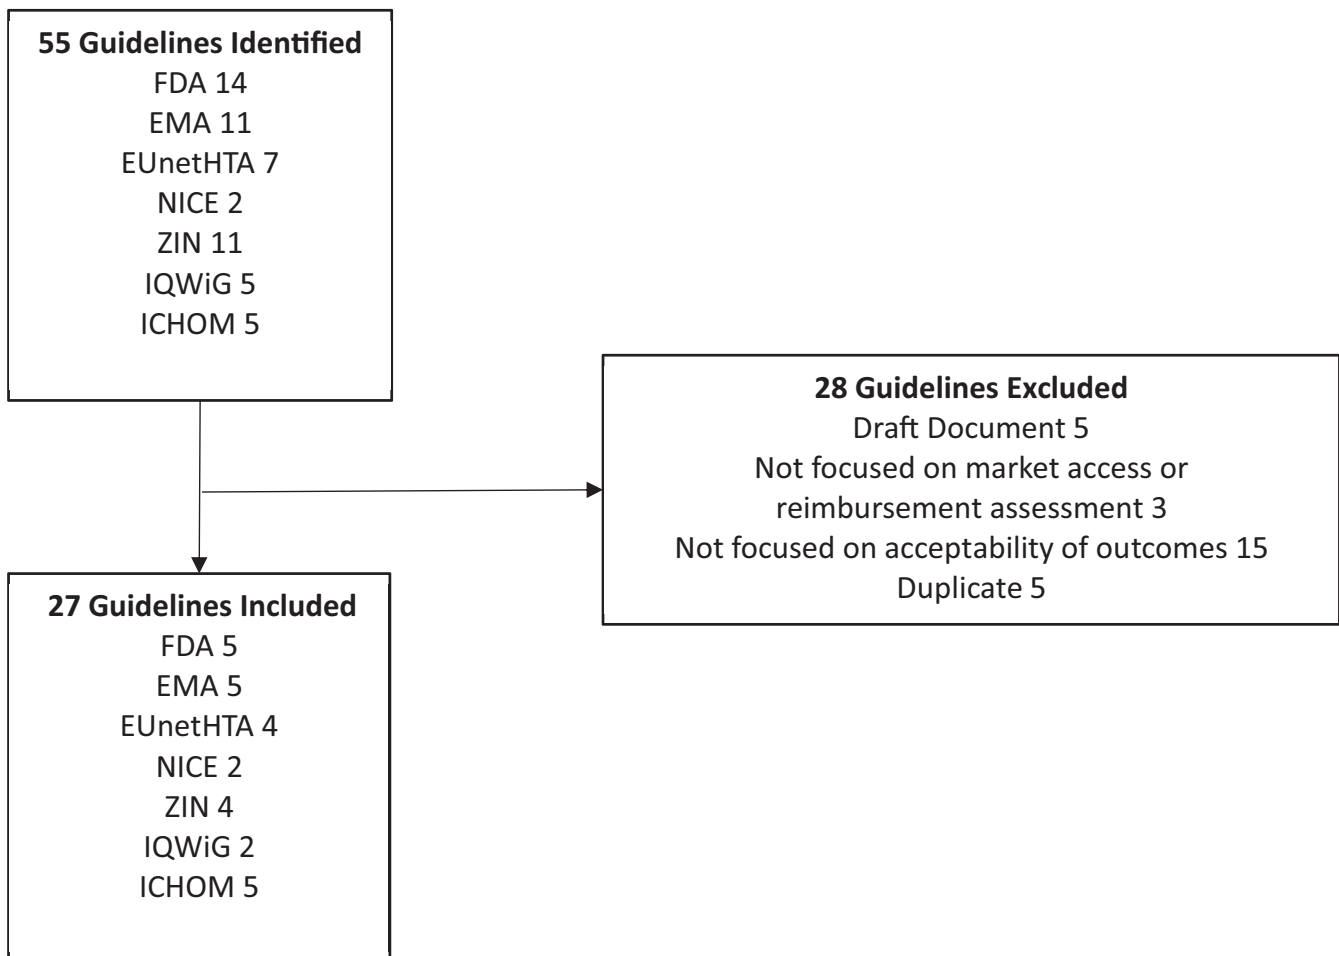 55 Guidelines Identified
FDA 14
EMA 11
EUnetHTA 7
NICE 2
ZIN 11
IQWiG 5
ICHOM 5
28 Guidelines Excluded
Draft Document 5
Not focused on market access or
reimbursement assessment 3
Not focused on acceptability of outcomes 15
Duplicate 5
27 Guidelines Included
FDA 5
EMA 5
EUnetHTA 4
NICE 2
ZIN 4
IQWiG 2
ICHOM 5